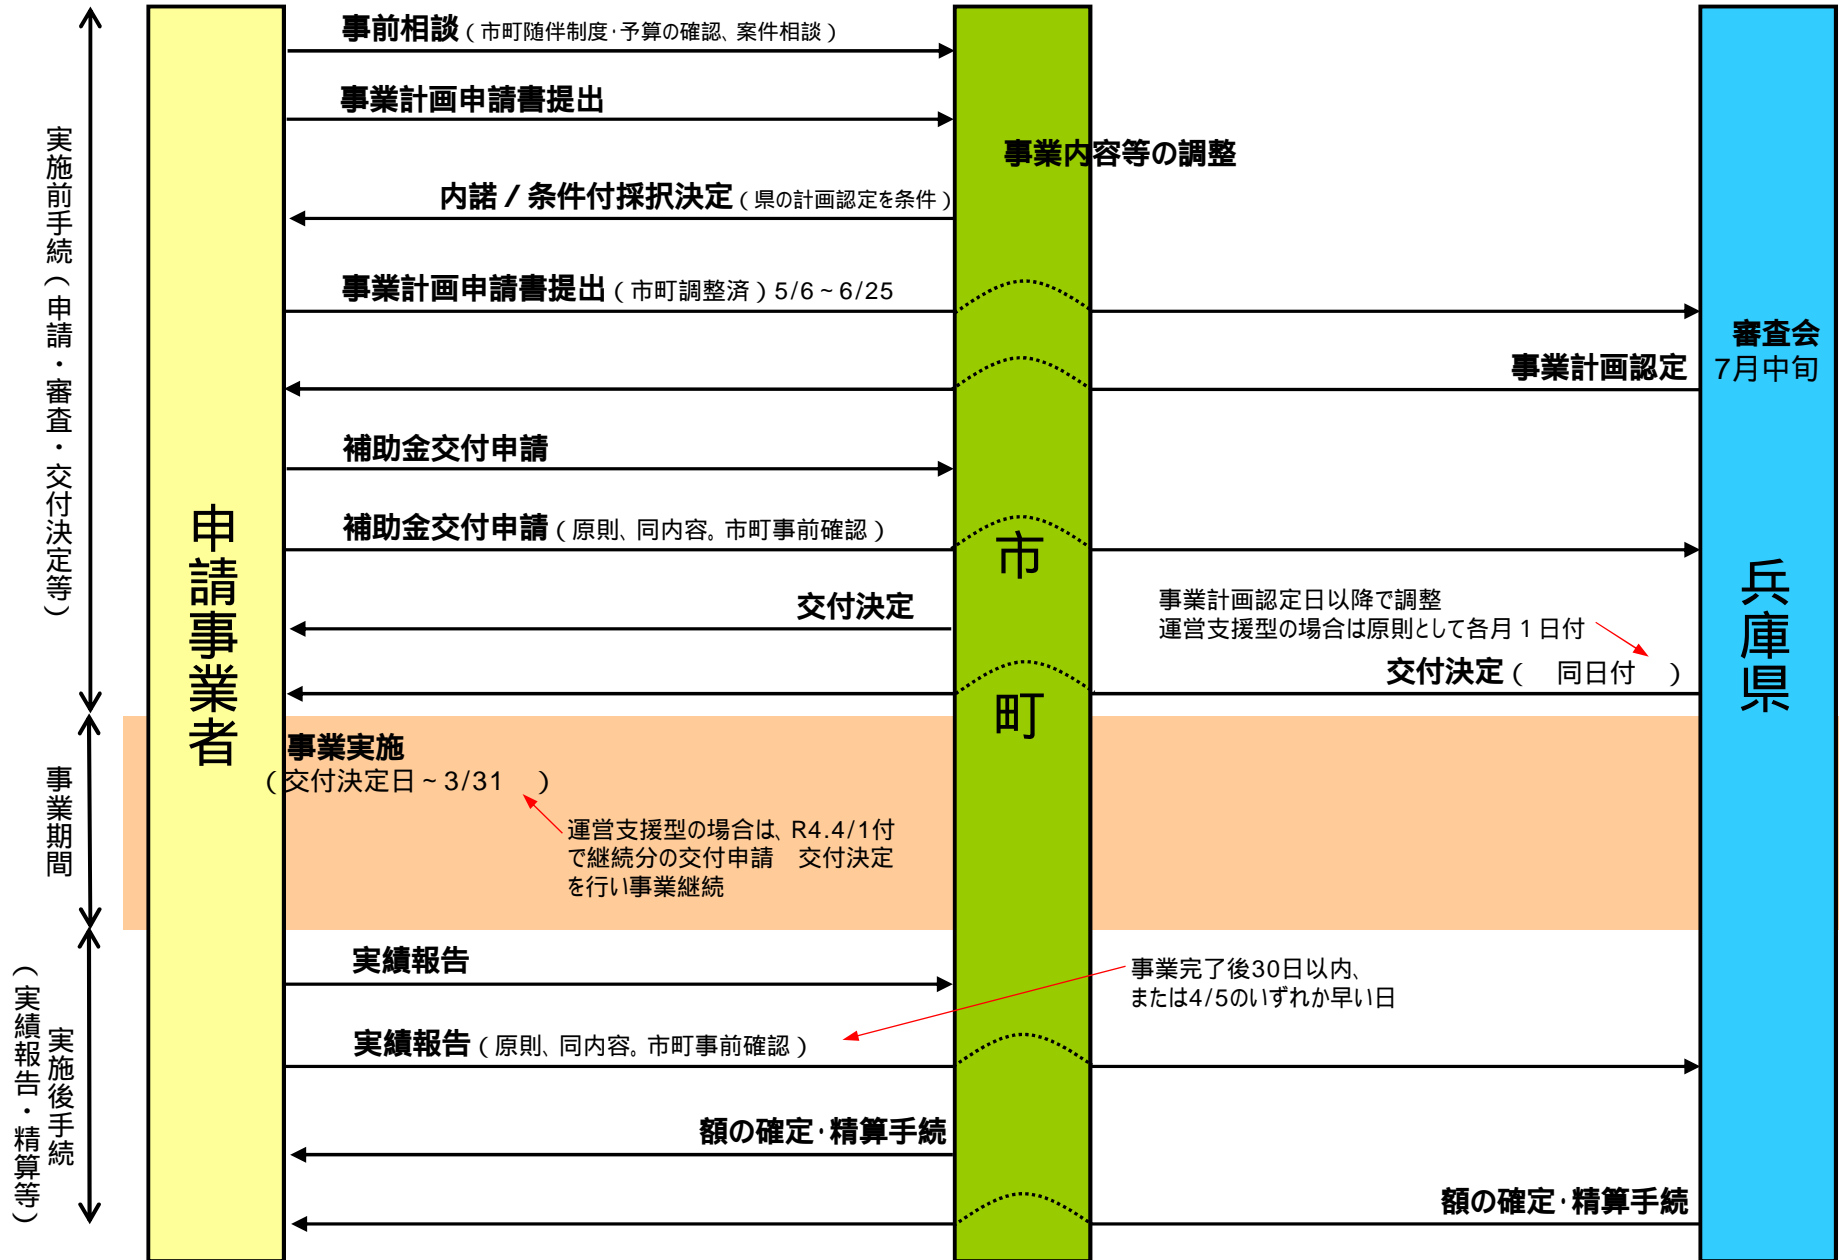 事前相談（市町随伴制度・予算の確認、案件相談）
事業計画申請書提出
事業内容等の調整
内諾／条件付採択決定（県の計画認定を条件）
事業計画申請書提出（市町調整済）5/6～6/25
審査会
7月中旬
事業計画認定
補助金交付申請
補助金交付申請（原則、同内容。市町事前確認）
交付決定
事業計画認定日以降で調整
運営支援型の場合は原則として各月１日付
交付決定（　同日付　）
事業実施
（交付決定日～3/31　）
運営支援型の場合は、R4.4/1付
で継続分の交付申請　交付決定
を行い事業継続
実績報告
事業完了後30日以内、
または4/5のいずれか早い日
実績報告（原則、同内容。市町事前確認）
額の確定・精算手続
額の確定・精算手続
実施前手続（申請・審査・交付決定等）
事業期間
実施後手続
（実績報告・精算等）
申請事業者
市町
兵庫県